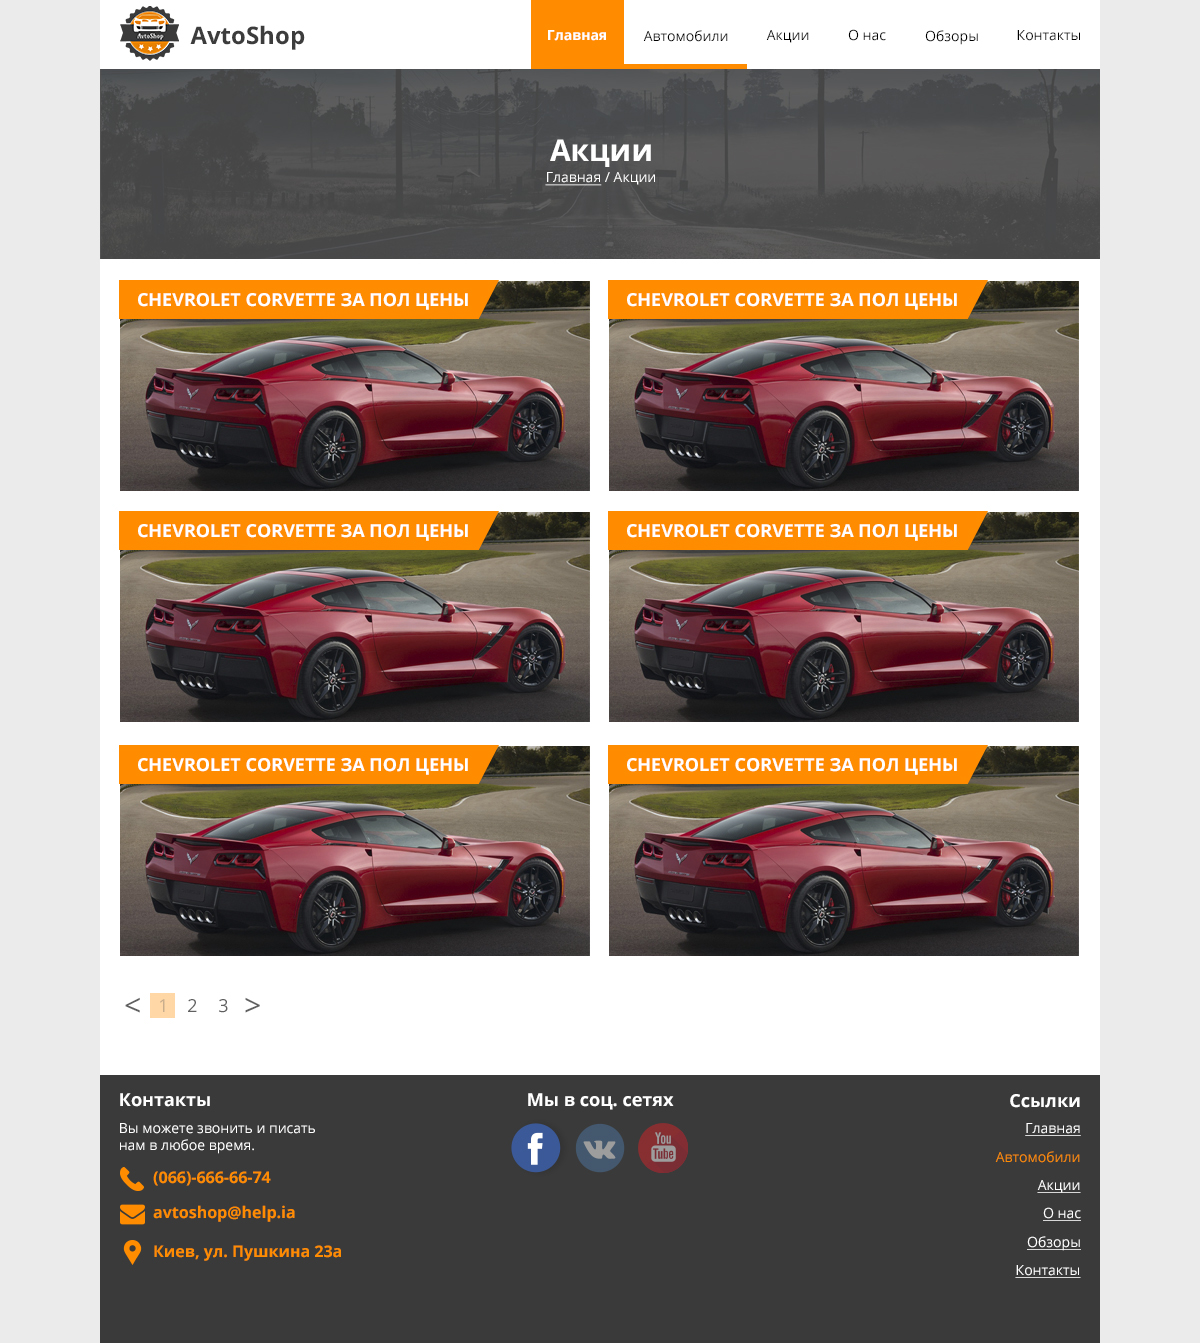 AvtoShop
AvtoShop
Главная
Автомобили
Акции
О нас
Обзоры
Контакты
Акции
Главная / Акции
CHEVROLET CORVETTE ЗА ПОЛ ЦЕНЫ
CHEVROLET CORVETTE ЗА ПОЛ ЦЕНЫ
CHEVROLET CORVETTE ЗА ПОЛ ЦЕНЫ
CHEVROLET CORVETTE ЗА ПОЛ ЦЕНЫ
CHEVROLET CORVETTE ЗА ПОЛ ЦЕНЫ
CHEVROLET CORVETTE ЗА ПОЛ ЦЕНЫ
< 1 2 3 >
Контакты
Вы можете звонить и писать
нам в любое время.
(066)-666-66-74
avtoshop@help.ia
Киев, ул. Пушкина 23а
Мы в соц. сетях
You
Tube
Ссылки
Главная
Автомобили
Акции
О нас
Обзоры
Контакты